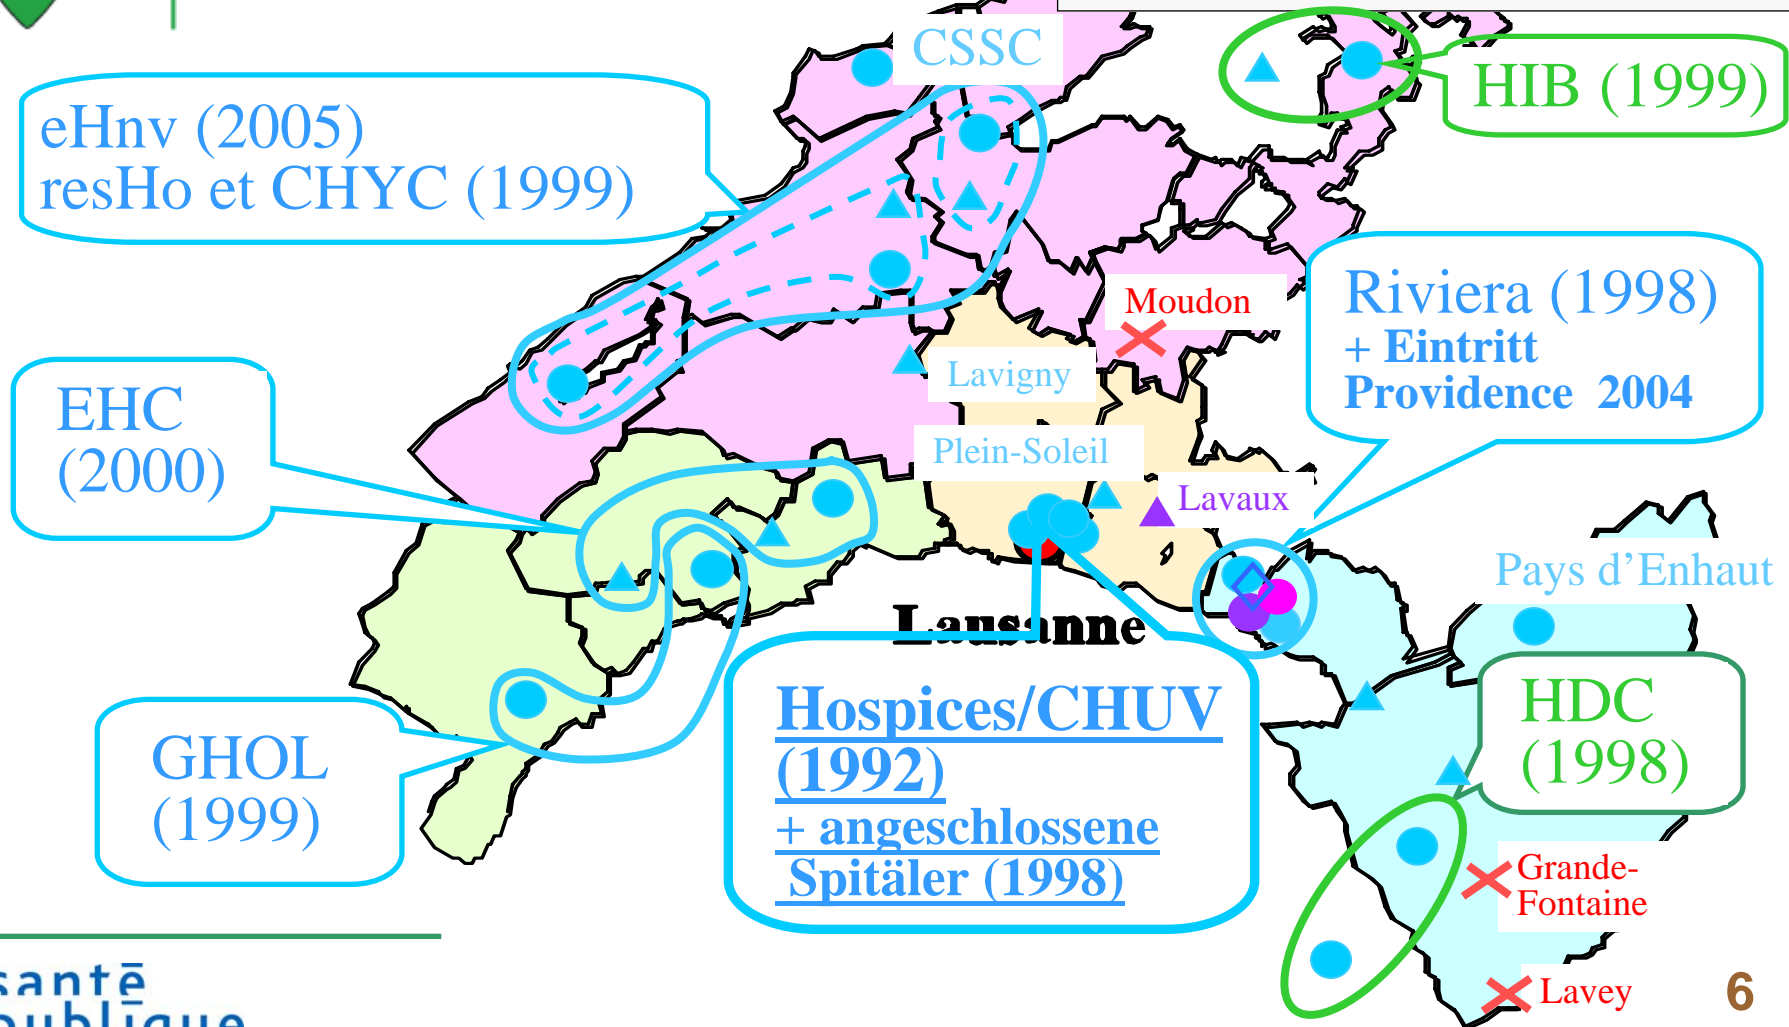 CSSC
HIB (1999)
eHnv (2005)
resHo et CHYC (1999)
Moudon
Riviera (1998)
+ Eintritt
Providence 2004
Lavigny
EHC
(2000)
Plein-Soleil
Lavaux
Pays d’Enhaut
Lausanne
HDC
(1998)
Hospices/CHUV
(1992)
+ angeschlossene
Spitäler (1998)
GHOL
(1999)
Grande-
Fontaine
Lavey
santē
publique
6